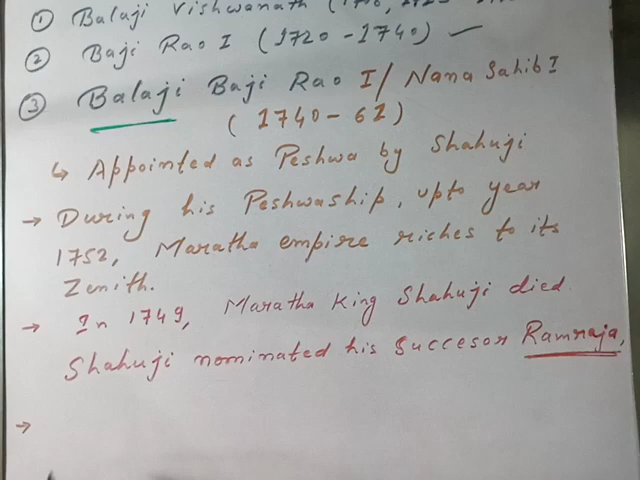 ① Balaji Vishwanath (
② Baji Rao I (1720-1740) —
③ Balaji Baji Rao I/ Nana Sahib I
(1740-61)
↳ Appointed as Peshwa by Shahuji
→ During his Peshwaship, upto year
1752, Maratha empire riches to its
Zenith.
→ In 1749, Maratha King Shahuji died.
Shahuji nominated his Succesor Ramraja,
→